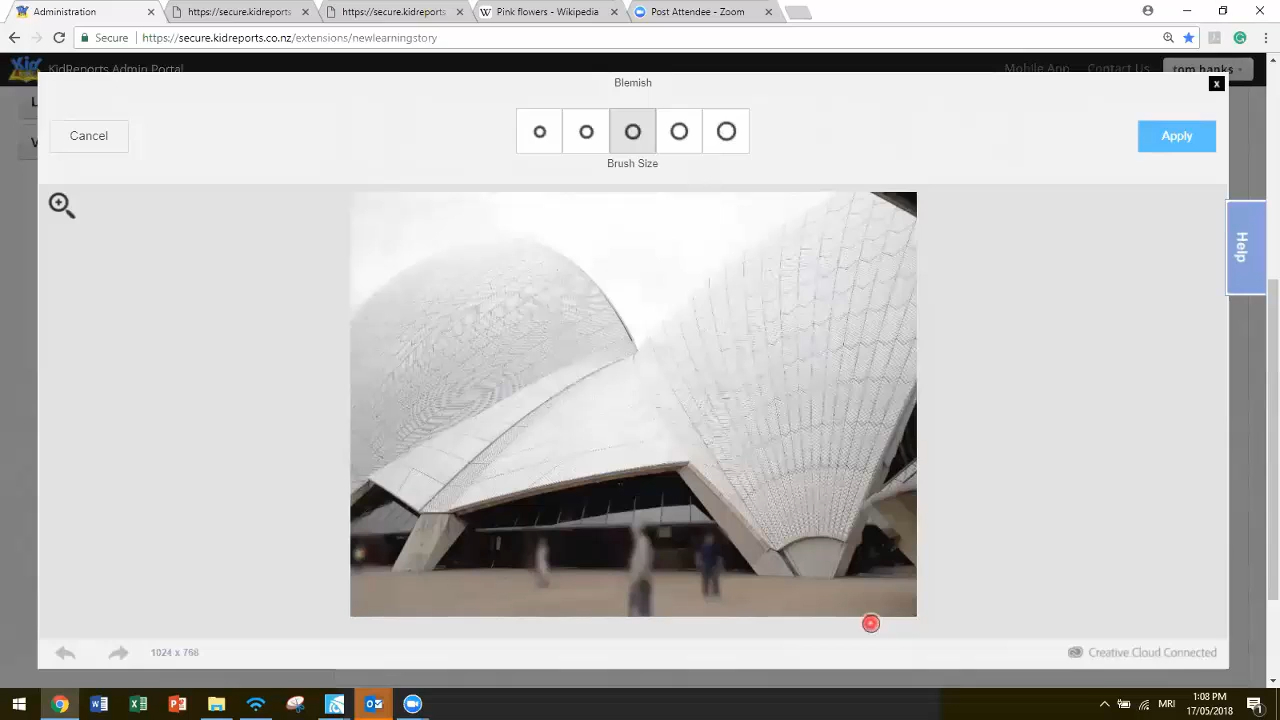 Administration
https://secure.kidreports
https://secure.kidreports
Pink flowers - Wikipedia
Post Attendee - Zoom
Secure
https://secure.kidreports.co.nz/extensions/newlearningstory
KidReports Admin Portal
Mobile App
Contact Us
tom hanks
Blemish
x
Cancel
Apply
Brush Size
Help
1024 x 768
Creative Cloud Connected
MRI
1:08 PM
17/05/2018